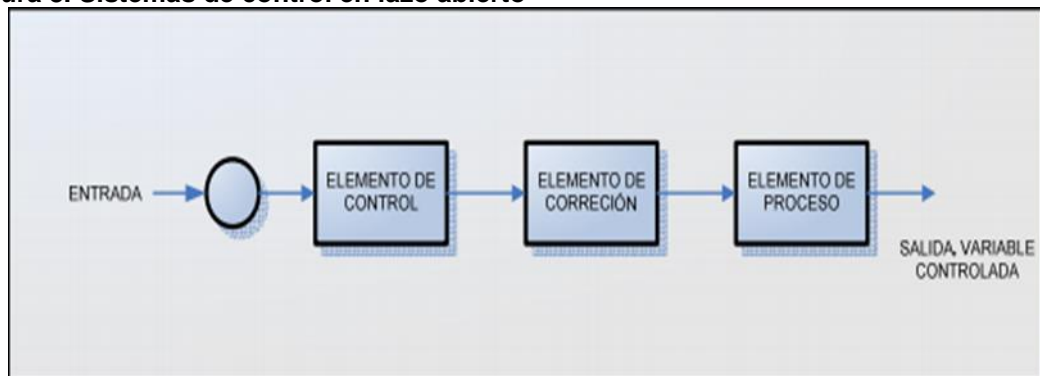 Sistemas de control en lazo abierto
ENTRADA
ELEMENTO DE
CONTROL
ELEMENTO DE
CORRECIÓN
ELEMENTO DE
PROCESO
SALIDA, VARIABLE
CONTROLADA